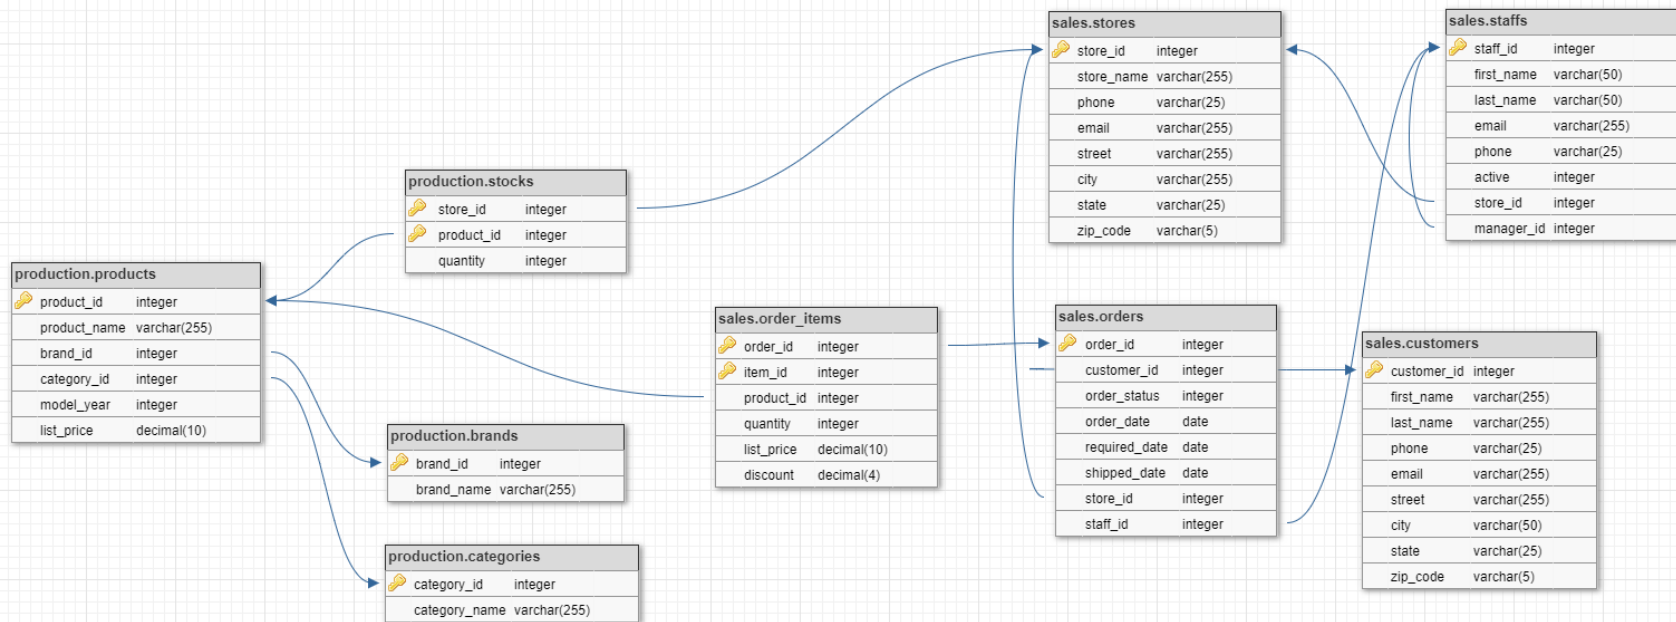 sales.stores
store_id integer
store_name varchar(255)
phone varchar(25)
email varchar(255)
street varchar(255)
city varchar(255)
state varchar(25)
zip_code varchar(5)
sales.staffs
staff_id integer
first_name varchar(50)
last_name varchar(50)
email varchar(255)
phone varchar(25)
active integer
store_id integer
manager_id integer
production.stocks
store_id integer
product_id integer
quantity integer
production.products
product_id integer
product_name varchar(255)
brand_id integer
category_id integer
model_year integer
list_price decimal(10)
sales.order_items
order_id integer
item_id integer
product_id integer
quantity integer
list_price decimal(10)
discount decimal(4)
sales.orders
order_id integer
customer_id integer
order_status integer
order_date date
required_date date
shipped_date date
store_id integer
staff_id integer
sales.customers
customer_id integer
first_name varchar(255)
last_name varchar(255)
phone varchar(25)
email varchar(255)
street varchar(255)
city varchar(50)
state varchar(25)
zip_code varchar(5)
production.brands
brand_id integer
brand_name varchar(255)
production.categories
category_id integer
category_name varchar(255)